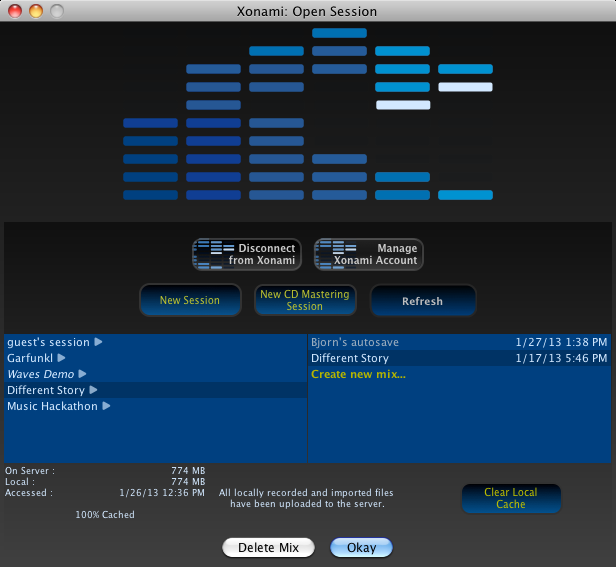 Xonami: Open Session
Disconnect
from Xonami
Manage
Xonami Account
New Session
New CD Mastering
Session
Refresh
guest's session
Garfunkl
Waves Demo
Different Story
Music Hackathon
Bjorn's autosave 1/27/13 1:38 PM
Different Story 1/17/13 5:46 PM
Create new mix...
On Server : 774 MB
Local : 774 MB
Accessed : 1/26/13 12:36 PM
100% Cached
All locally recorded and imported files
have been uploaded to the server.
Clear Local
Cache
Delete Mix
Okay